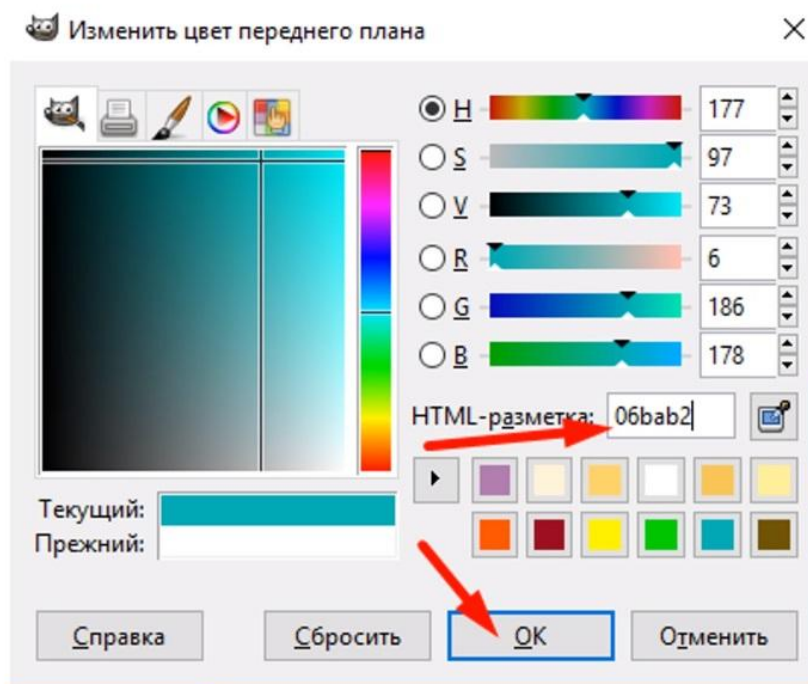 Изменить цвет переднего плана
H 177
S 97
V 73
R 6
G 186
B 178
HTML-разметка: 06bab2
Текущий:
Прежний:
Справка Сбросить OK Отменить